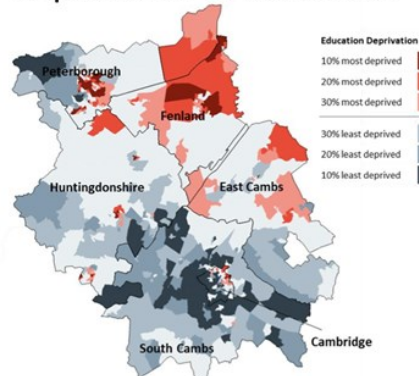 Education Deprivation
10% most deprived
20% most deprived
30% most deprived
30% least deprived
20% least deprived
10% least deprived
Peterborough
Fenland
Huntingdonshire
East Cambs
South Cambs
Cambridge